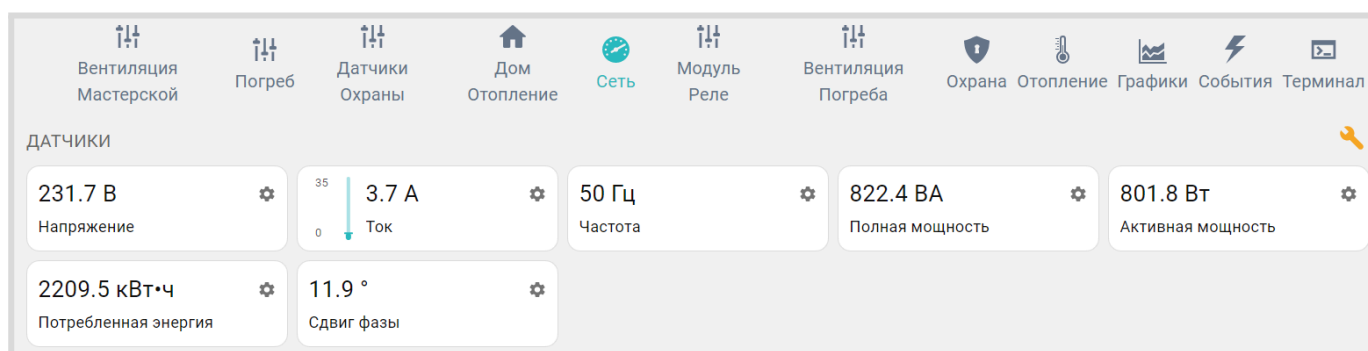 Вентиляция
Мастерской
Погреб
Датчики
Охраны
Дом
Отопление
Сеть
Модуль
Реле
Вентиляция
Погреба
Охрана
Отопление
Графики
События
Терминал
ДАТЧИКИ
231.7 В
Напряжение
35
0
3.7 А
Ток
50 Гц
Частота
822.4 ВА
Полная мощность
801.8 Вт
Активная мощность
2209.5 кВт•ч
Потребленная энергия
11.9 °
Сдвиг фазы